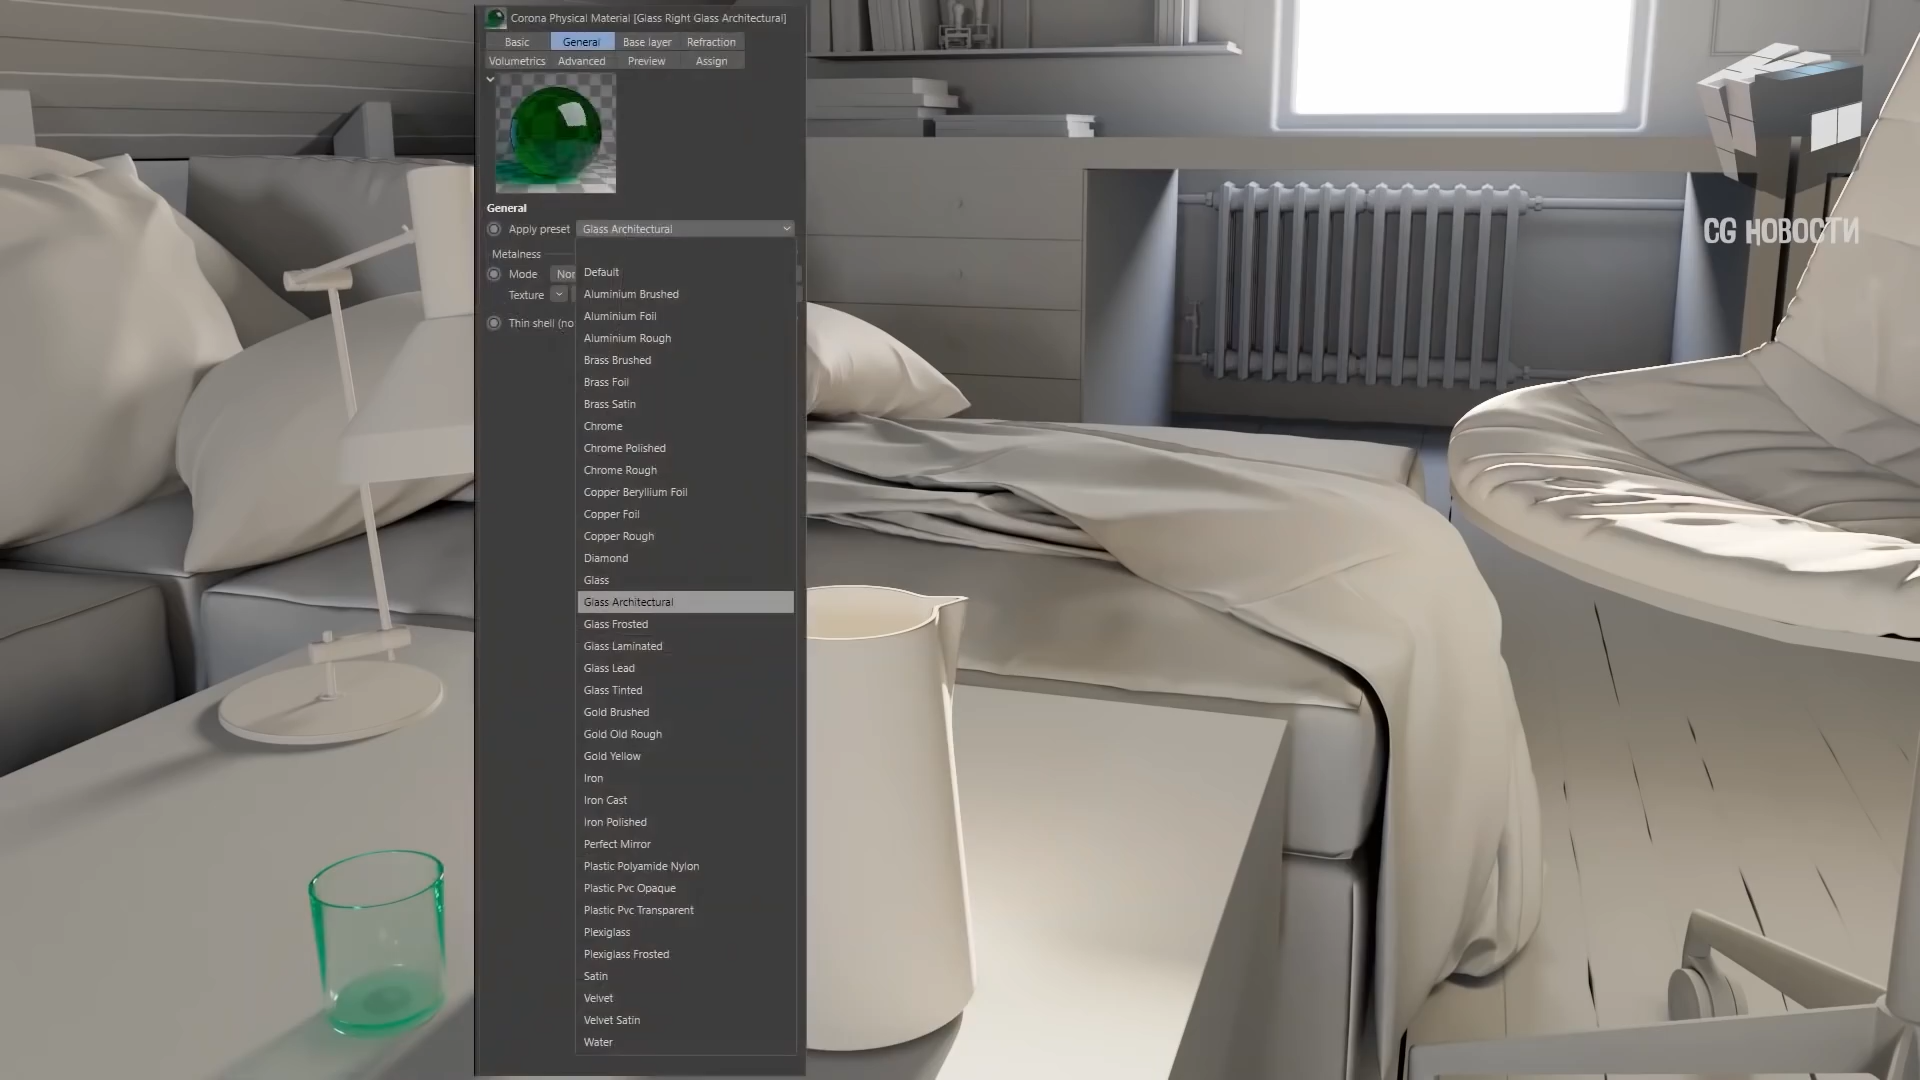 Corona Physical Material [Glass Right Glass Architectural]
Basic General Base layer Refraction
Volumetrics Advanced Preview Assign
General
Apply preset Glass Architectural
Metalness
Mode Nor
Texture
Thin shell (no
Default
Aluminium Brushed
Aluminium Foil
Aluminium Rough
Brass Brushed
Brass Foil
Brass Satin
Chrome
Chrome Polished
Chrome Rough
Copper Beryllium Foil
Copper Foil
Copper Rough
Diamond
Glass
Glass Architectural
Glass Frosted
Glass Laminated
Glass Lead
Glass Tinted
Gold Brushed
Gold Old Rough
Gold Yellow
Iron
Iron Cast
Iron Polished
Perfect Mirror
Plastic Polyamide Nylon
Plastic Pvc Opaque
Plastic Pvc Transparent
Plexiglass
Plexiglass Frosted
Satin
Velvet
Velvet Satin
Water
CG НОВОСТИ